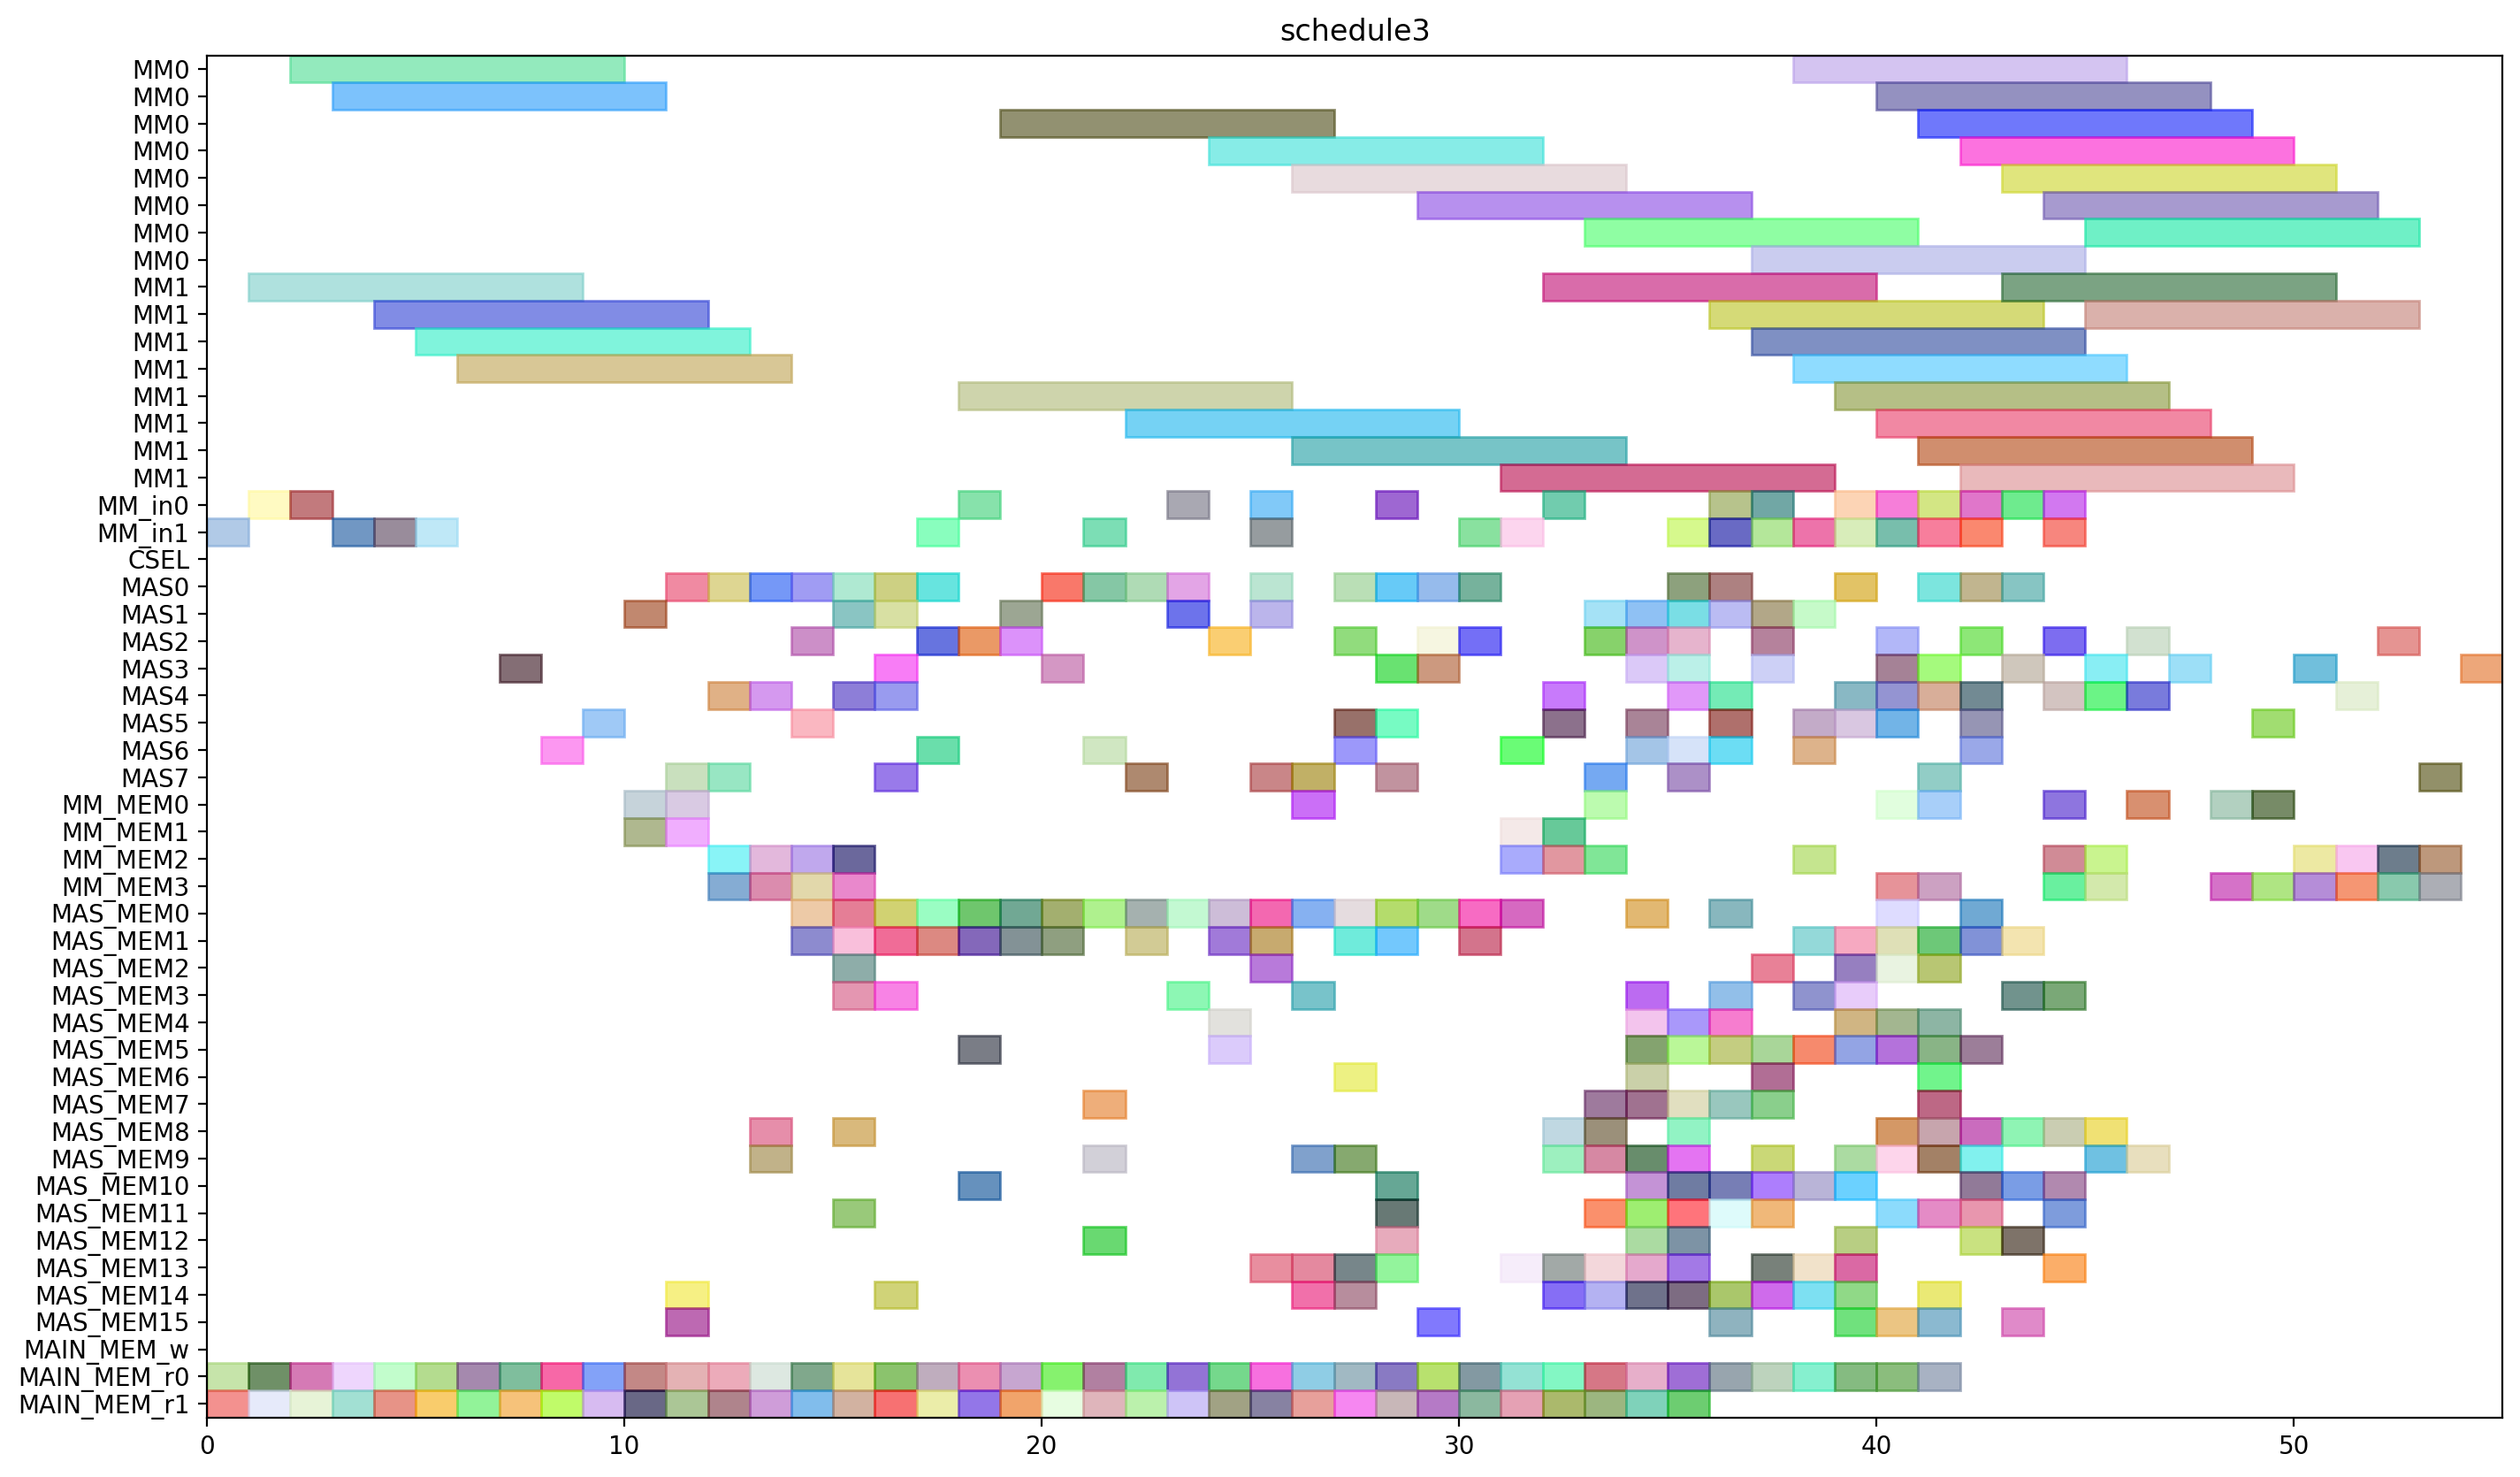 schedule3
MM0
MM0
MM0
MM0
MM0
MM0
MM0
MM0
MM1
MM1
MM1
MM1
MM1
MM1
MM1
MM1
MM_in0
MM_in1
CSEL
MAS0
MAS1
MAS2
MAS3
MAS4
MAS5
MAS6
MAS7
MM_MEM0
MM_MEM1
MM_MEM2
MM_MEM3
MAS_MEM0
MAS_MEM1
MAS_MEM2
MAS_MEM3
MAS_MEM4
MAS_MEM5
MAS_MEM6
MAS_MEM7
MAS_MEM8
MAS_MEM9
MAS_MEM10
MAS_MEM11
MAS_MEM12
MAS_MEM13
MAS_MEM14
MAS_MEM15
MAIN_MEM_w
MAIN_MEM_r0
MAIN_MEM_r1
0 10 20 30 40 50